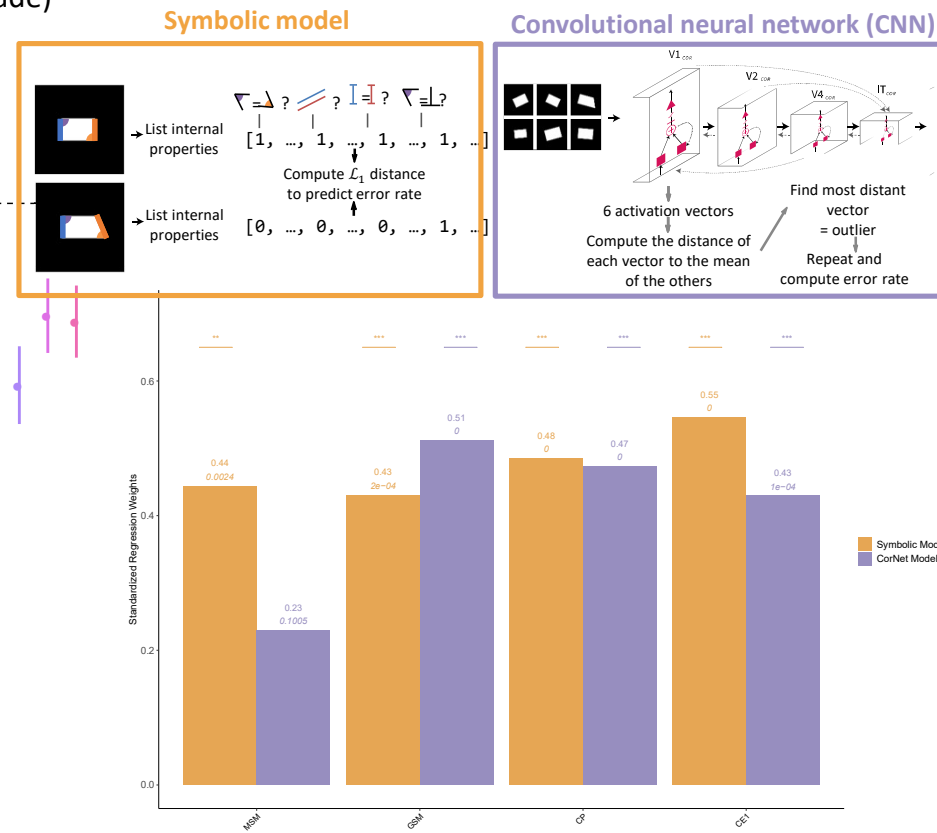 ade)
Symbolic model
Convolutional neural network (CNN)
= ? ? = ? = ?
List internal
properties
[1, …, 1, …, 1, …, 1, …]
Compute ℒ1 distance
to predict error rate
List internal
properties
[0, …, 0, …, 0, …, 1, …]
V1 COR
V2 COR
V4 COR
IT COR
6 activation vectors
Compute the distance of
each vector to the mean
of the others
Find most distant
vector
= outlier
Repeat and
compute error rate
** *** *** *** *** *** ***
Standardized Regression Weights
0.6
0.4
0.2
0.0
0.44
0.0024
0.23
0.1005
0.43
2e−04
0.51
0
0.48
0
0.47
0
0.55
0
0.43
1e−04
MSM
GSM
CP
CE1
Symbolic Mod
CorNet Model